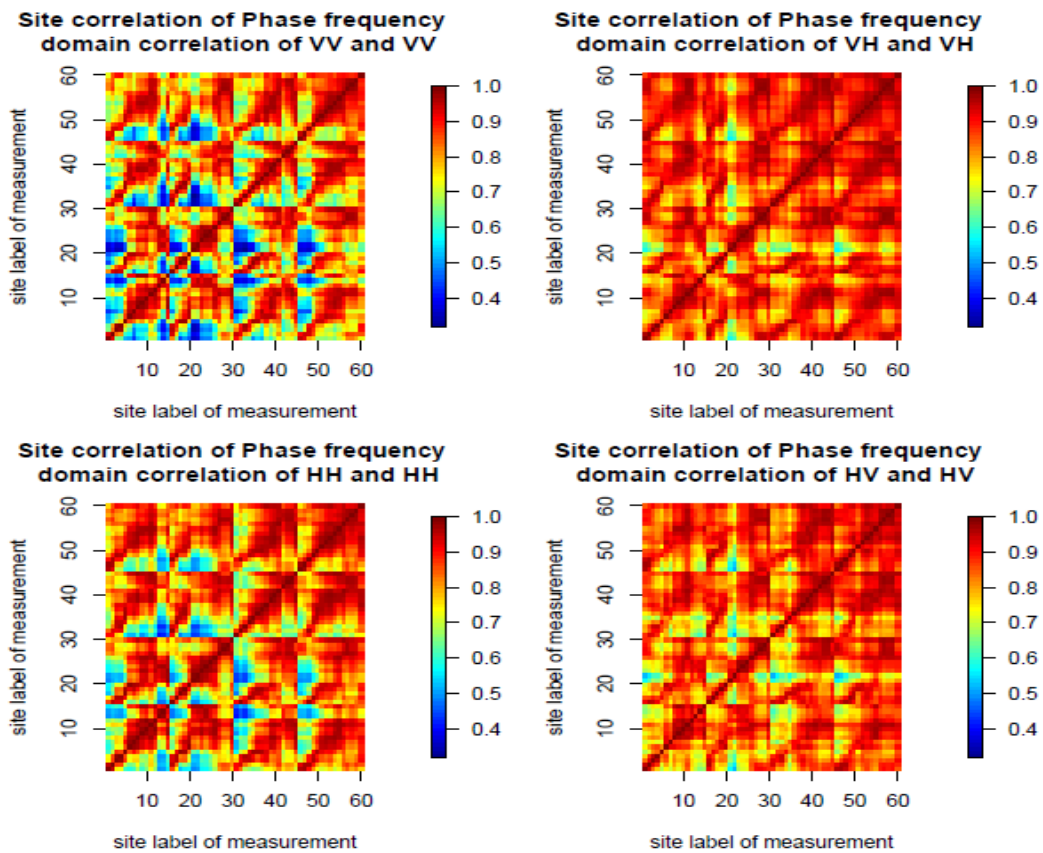 Site correlation of Phase frequency
domain correlation of VV and VV
site label of measurement
60
50
40
30
20
10
10 20 30 40 50 60
site label of measurement
1.0
0.9
0.8
0.7
0.6
0.5
0.4
Site correlation of Phase frequency
domain correlation of VH and VH
site label of measurement
60
50
40
30
20
10
10 20 30 40 50 60
site label of measurement
1.0
0.9
0.8
0.7
0.6
0.5
0.4
Site correlation of Phase frequency
domain correlation of HH and HH
site label of measurement
60
50
40
30
20
10
10 20 30 40 50 60
site label of measurement
1.0
0.9
0.8
0.7
0.6
0.5
0.4
Site correlation of Phase frequency
domain correlation of HV and HV
site label of measurement
60
50
40
30
20
10
10 20 30 40 50 60
site label of measurement
1.0
0.9
0.8
0.7
0.6
0.5
0.4